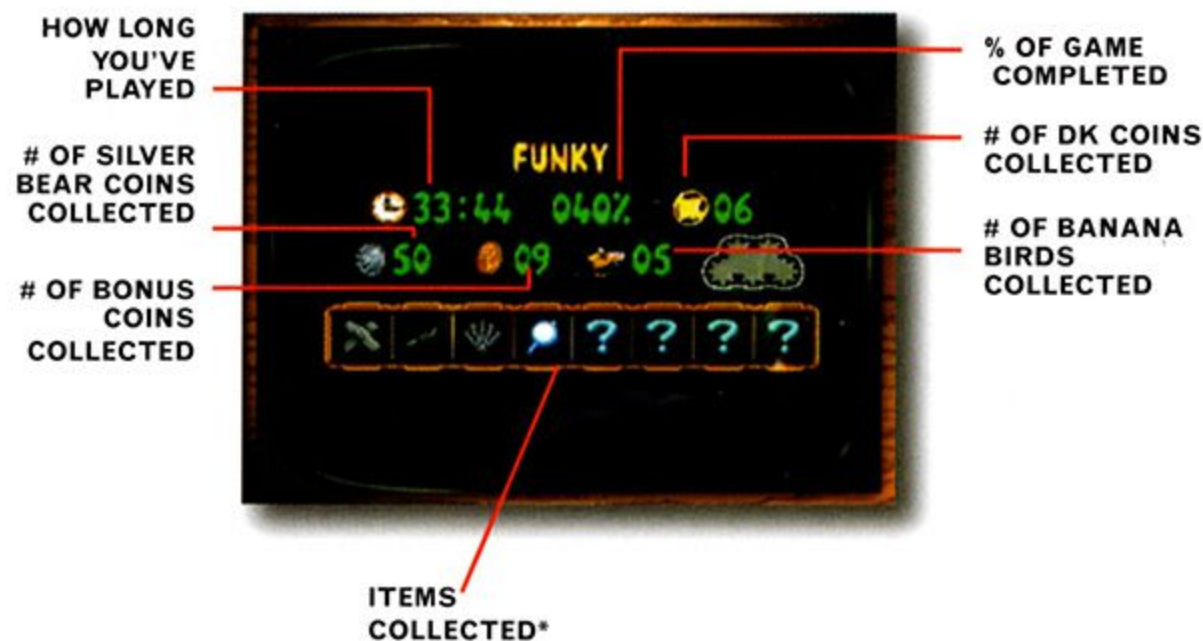 HOW LONG
YOU'VE
PLAYED
# OF SILVER
BEAR COINS
COLLECTED
# OF BONUS
COINS
COLLECTED
FUNKY
33:44 040% 06
50 09 05
? ? ? ?
% OF GAME
COMPLETED
# OF DK COINS
COLLECTED
# OF BANANA
BIRDS
COLLECTED
ITEMS
COLLECTED*